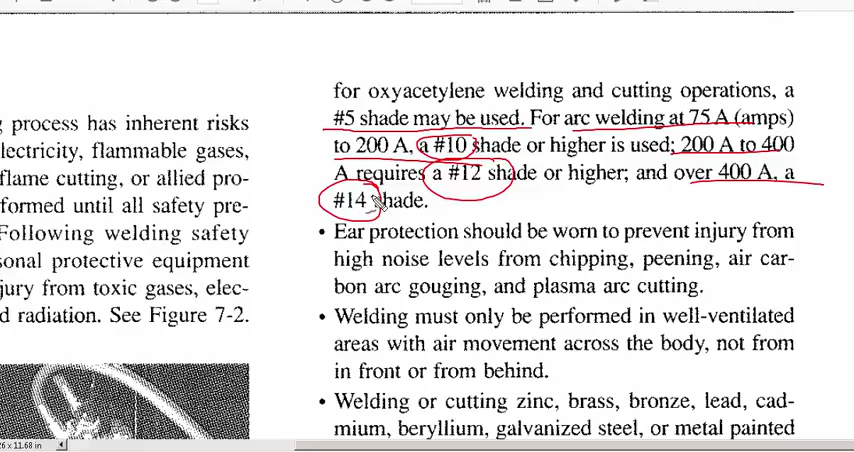 process has inherent risks
electricity, flammable gases,
flame cutting, or allied pro-
formed until all safety pre-
Following welding safety
sonal protective equipment
jury from toxic gases, elec-
d radiation. See Figure 7-2.
for oxyacetylene welding and cutting operations, a
#5 shade may be used. For arc welding at 75 A (amps)
to 200 A, a #10 shade or higher is used; 200 A to 400
A requires a #12 shade or higher; and over 400 A, a
#14 shade.
• Ear protection should be worn to prevent injury from
high noise levels from chipping, peening, air car-
bon arc gouging, and plasma arc cutting.
• Welding must only be performed in well-ventilated
areas with air movement across the body, not from
in front or from behind.
• Welding or cutting zinc, brass, bronze, lead, cad-
mium, beryllium, galvanized steel, or metal painted
26 x 11.68 in